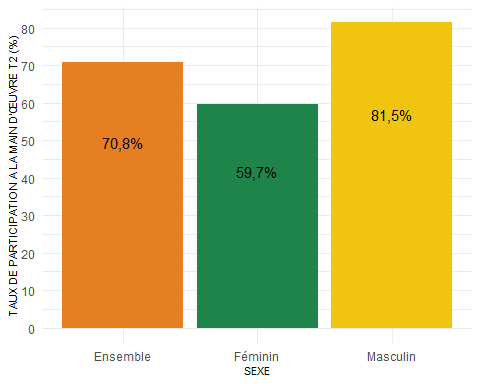 TAUX DE PARTICIPATION A LA MAIN D'ŒUVRE T2 (%)
80
70
60
50
40
30
20
10
0
70,8%
59,7%
81,5%
Ensemble
Féminin
Masculin
SEXE